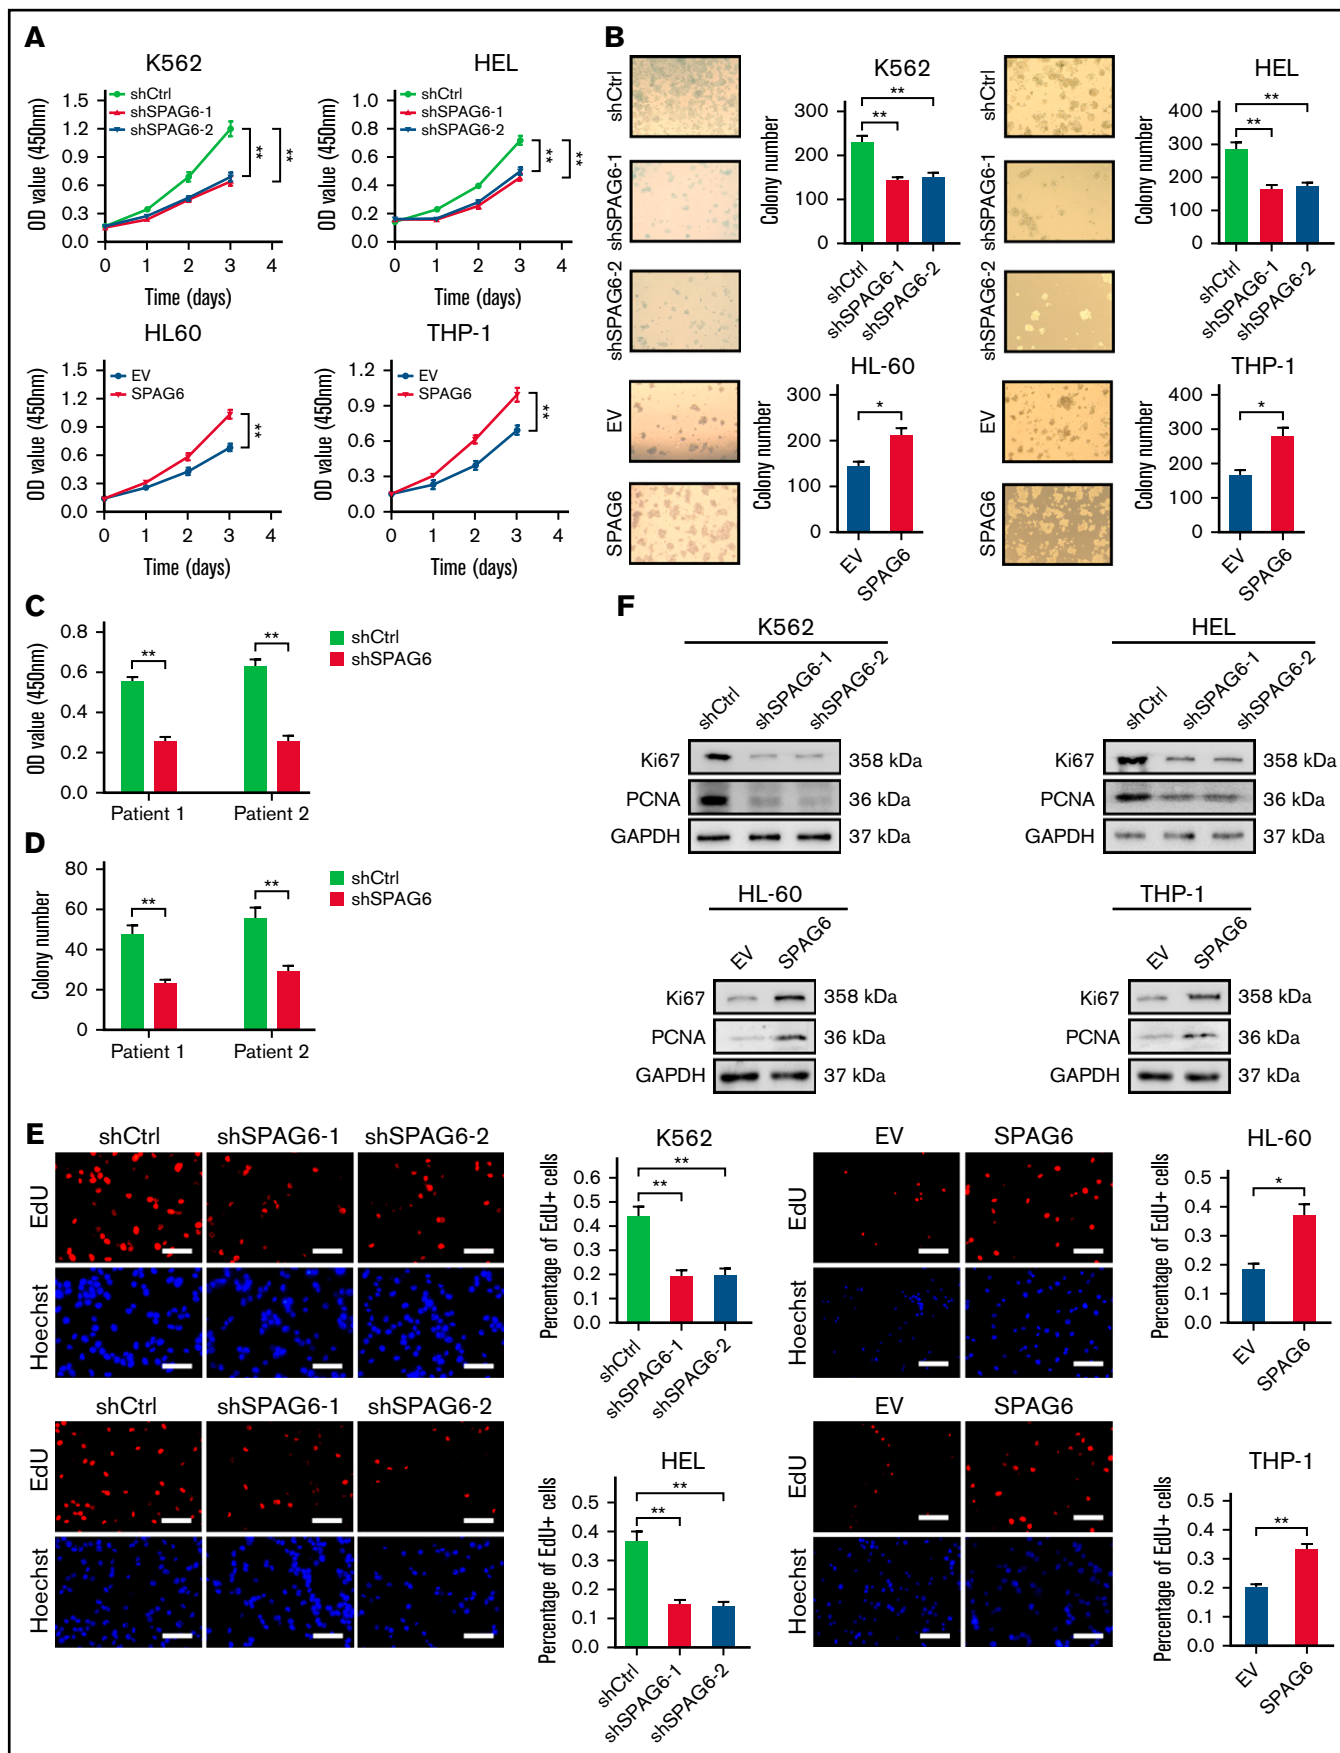 A
K562
OD value (450nm)
1.5
1.2
0.9
0.6
0.3
0.0
shCtrl
shSPAG6-1
shSPAG6-2
**
**
0 1 2 3 4
Time (days)
HEL
OD value (450nm)
1.0
0.8
0.6
0.4
0.2
0.0
shCtrl
shSPAG6-1
shSPAG6-2
**
**
0 1 2 3 4
Time (days)
HL60
OD value (450nm)
1.5
1.2
0.9
0.6
0.3
0.0
EV
SPAG6
**
0 1 2 3 4
Time (days)
THP-1
OD value (450nm)
1.2
0.9
0.6
0.3
0.0
EV
SPAG6
**
0 1 2 3 4
Time (days)
B
shCtrl
shSPAG6-1
shSPAG6-2
EV
SPAG6
K562
Colony number
300
200
100
0
**
**
shCtrl
shSPAG6-1
shSPAG6-2
HL-60
Colony number
300
200
100
0
*
EV
SPAG6
shCtrl
shSPAG6-1
shSPAG6-2
EV
SPAG6
HEL
Colony number
400
300
200
100
0
**
**
shCtrl
shSPAG6-1
shSPAG6-2
THP-1
Colony number
400
300
200
100
0
*
EV
SPAG6
C
OD value (450nm)
0.8
0.6
0.4
0.2
0.0
**
**
Patient 1 Patient 2
shCtrl
shSPAG6
D
Colony number
80
60
40
20
0
**
**
Patient 1 Patient 2
shCtrl
shSPAG6
F
K562
shCtrl shSPAG6-1 shSPAG6-2
Ki67 358 kDa
PCNA 36 kDa
GAPDH 37 kDa
HEL
shCtrl shSPAG6-1 shSPAG6-2
Ki67 358 kDa
PCNA 36 kDa
GAPDH 37 kDa
HL-60
EV SPAG6
Ki67 358 kDa
PCNA 36 kDa
GAPDH 37 kDa
THP-1
EV SPAG6
Ki67 358 kDa
PCNA 36 kDa
GAPDH 37 kDa
E
shCtrl shSPAG6-1 shSPAG6-2
EdU
Hoechst
K562
Percentage of EdU+ cells
0.6
0.5
0.4
0.3
0.2
0.1
0.0
**
**
shCtrl
shSPAG6-1
shSPAG6-2
EV SPAG6
EdU
Hoechst
HL-60
Percentage of EdU+ cells
0.5
0.4
0.3
0.2
0.1
0.0
*
EV
SPAG6
shCtrl shSPAG6-1 shSPAG6-2
EdU
Hoechst
HEL
Percentage of EdU+ cells
0.5
0.4
0.3
0.2
0.1
0.0
**
**
shCtrl
shSPAG6-1
shSPAG6-2
EV SPAG6
EdU
Hoechst
THP-1
Percentage of EdU+ cells
0.5
0.4
0.3
0.2
0.1
0.0
**
EV
SPAG6